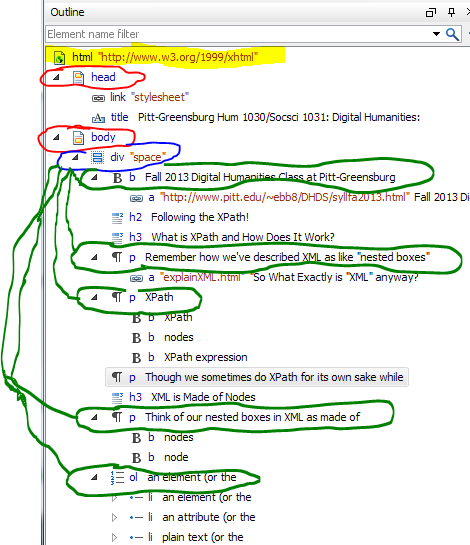 Outline
Element name filter
html "http://www.w3.org/1999/xhtml"
head
link "stylesheet"
title Pitt-Greensburg Hum 1030/Socsci 1031: Digital Humanities:
body
div "space"
B b Fall 2013 Digital Humanities Class at Pitt-Greensburg
a "http://www.pitt.edu/~ebb8/DHDS/syllfa2013.html" Fall 2013 D
h2 Following the XPath!
h3 What is XPath and How Does It Work?
¶ p Remember how we've described XML as like "nested boxes"
a "explainXML.html" "So What Exactly is "XML" anyway?
¶ p XPath
B b XPath
B b nodes
B b XPath expression
¶ p Though we sometimes do XPath for its own sake while
h3 XML is Made of Nodes
¶ p Think of our nested boxes in XML as made of
B b nodes
B b node
ol an element (or the
li an element (or the
li an attribute (or the
li plain text (or the